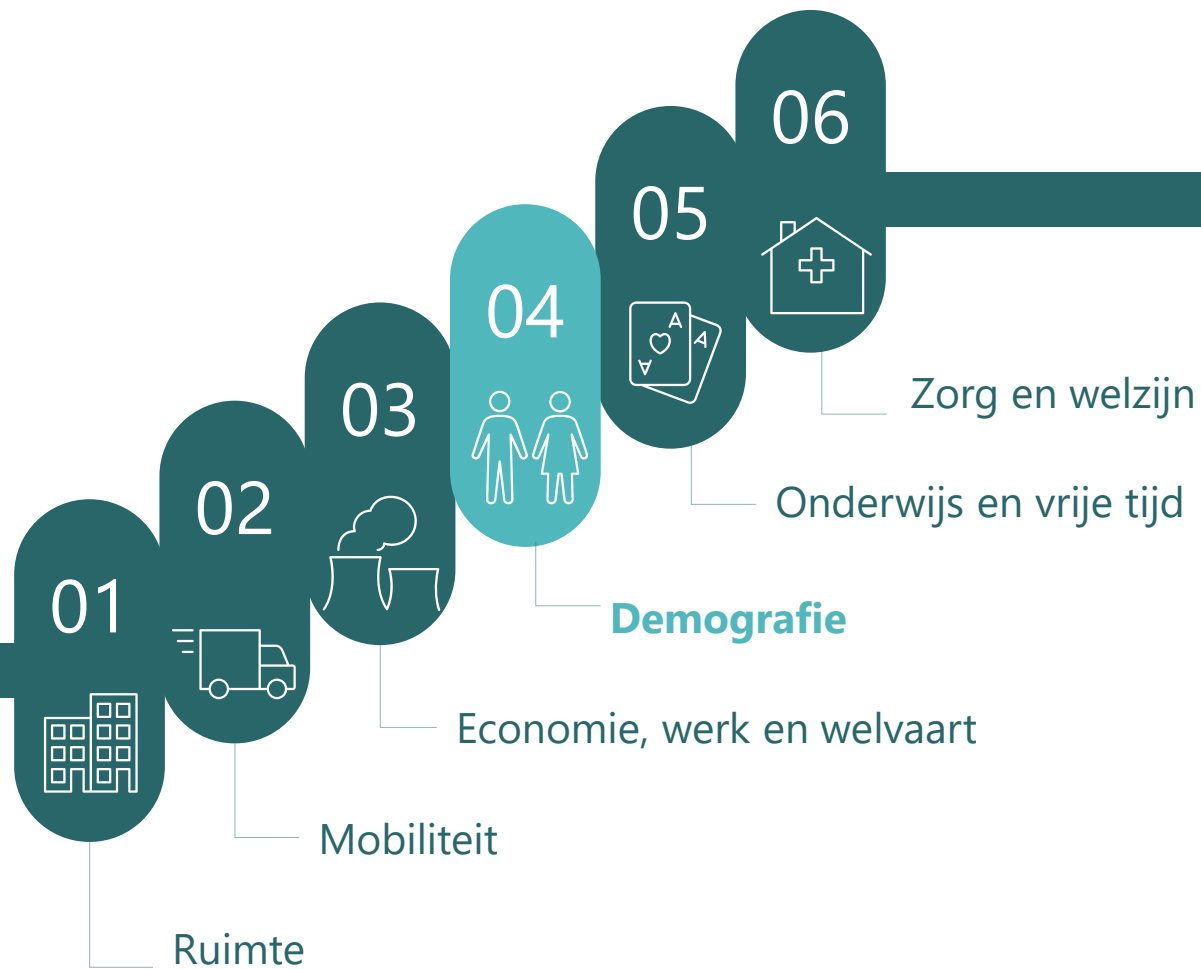 06
05
04
Zorg en welzijn
03
02
Onderwijs en vrije tijd
01
Demografie
Economie, werk en welvaart
Mobiliteit
Ruimte
A
A
A